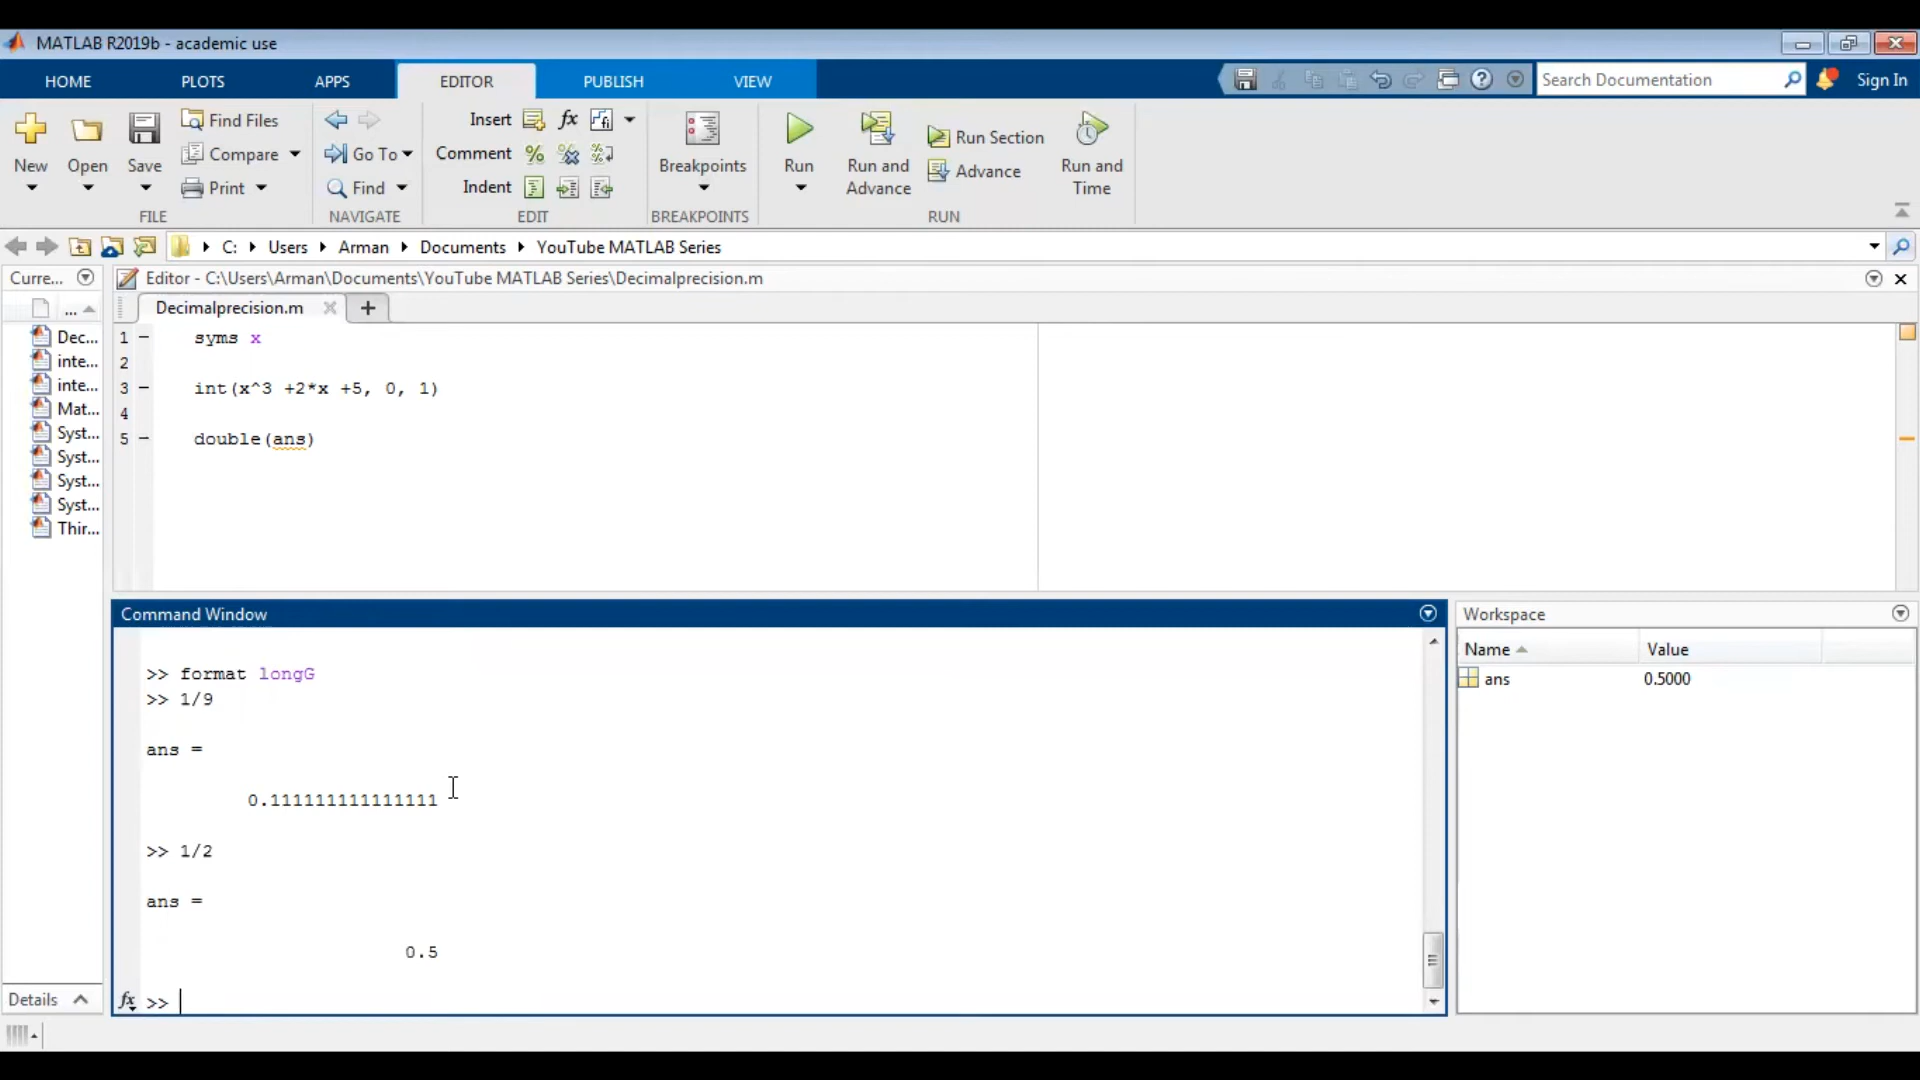 MATLAB R2019b - academic use
HOME PLOTS APPS EDITOR PUBLISH VIEW Search Documentation Sign In
Find Files Insert fx
New Open Save Compare Go To Comment Breakpoints Run Run and Advance Run Section Advance Run and Time
Print Find Indent
FILE NAVIGATE EDIT BREAKPOINTS RUN
C: Users Arman Documents YouTube MATLAB Series
Curre... Editor - C:\Users\Arman\Documents\YouTube MATLAB Series\Decimalprecision.m
... Decimalprecision.m
Dec...
inte...
inte...
Mat...
Syst...
Syst...
Syst...
Syst...
Thir...
1 syms x
2
3 int(x^3 +2*x +5, 0, 1)
4
5 double(ans)
Command Window
>> format longG
>> 1/9
ans =
0.111111111111111
>> 1/2
ans =
0.5
fx >>
Workspace
Name Value
ans 0.5000
Details